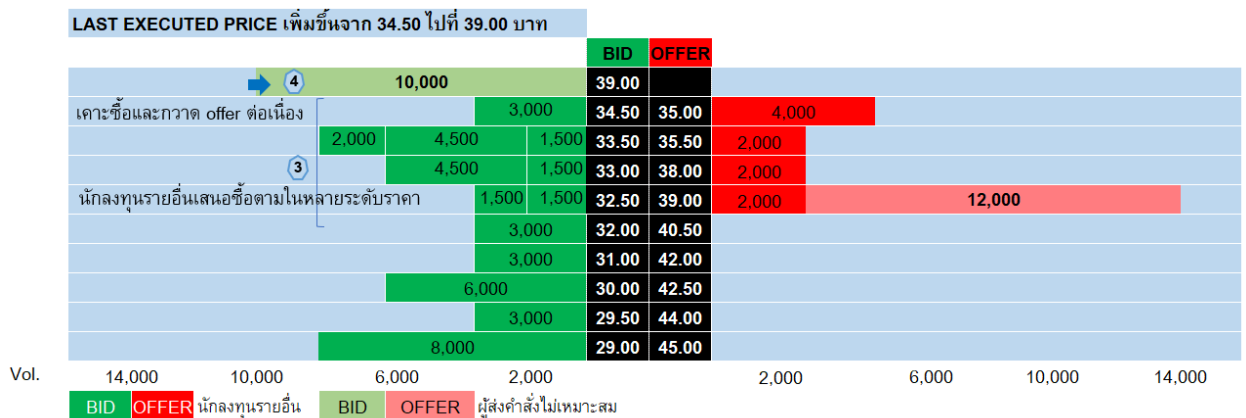 LAST EXECUTED PRICE เพิ่มขึ้นจาก 34.50 ไปที่ 39.00 บาท
BID OFFER
4 10,000 39.00
เคาะซื้อและกวาด offer ต่อเนื่อง 3,000 34.50 35.00 4,000
2,000 4,500 1,500 33.50 35.50 2,000
3 4,500 1,500 33.00 38.00 2,000
นักลงทุนรายอื่นเสนอซื้อตามในหลายระดับราคา 1,500 1,500 32.50 39.00 2,000 12,000
3,000 32.00 40.50
3,000 31.00 42.00
6,000 30.00 42.50
3,000 29.50 44.00
8,000 29.00 45.00
Vol. 14,000 10,000 6,000 2,000 2,000 6,000 10,000 14,000
BID OFFER นักลงทุนรายอื่น BID OFFER ผู้ส่งคำสั่งไม่เหมาะสม